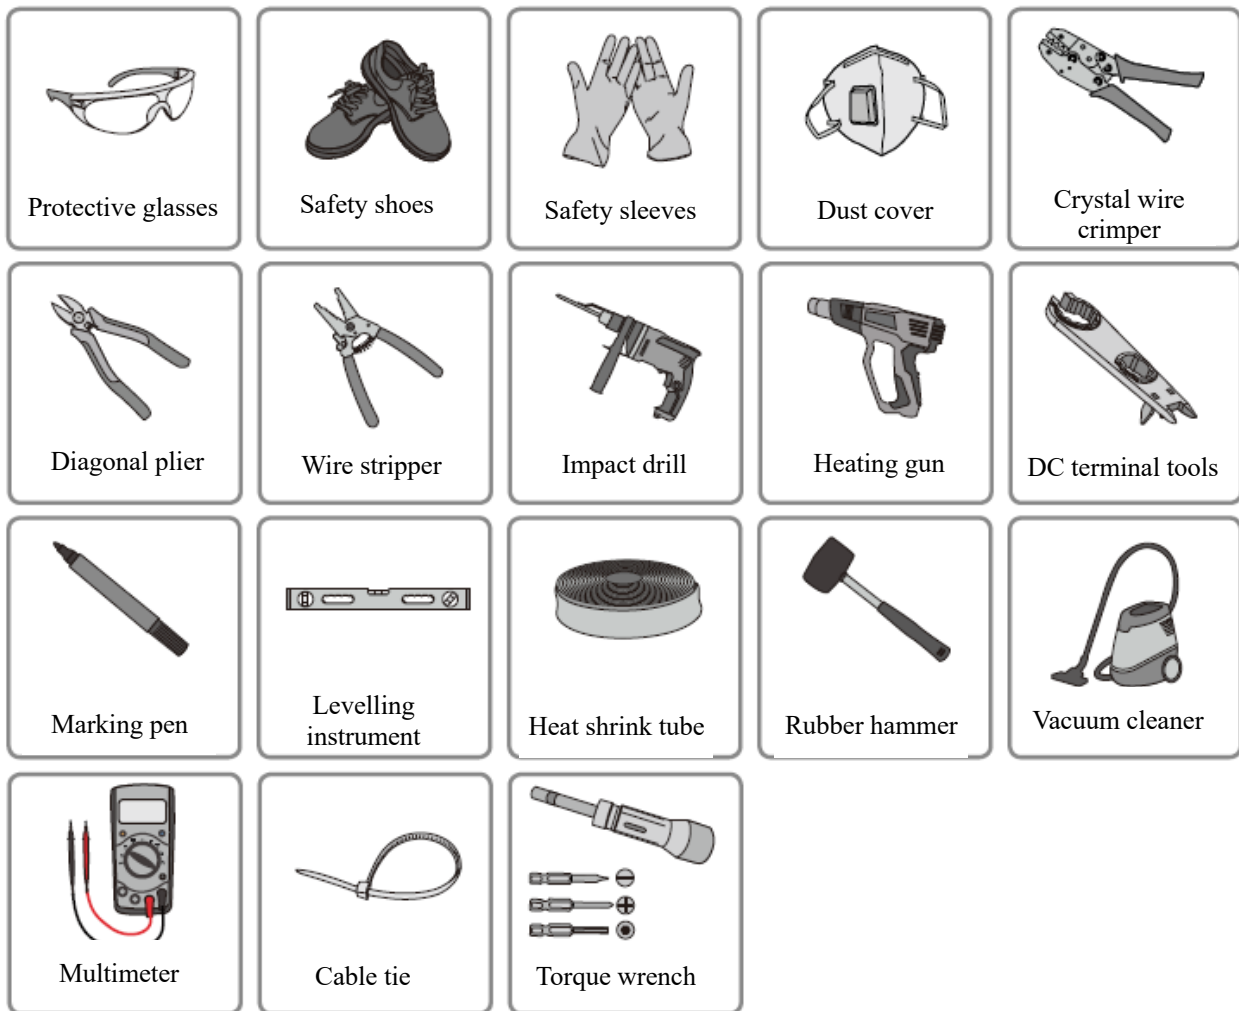 Protective glasses
Safety shoes
Safety sleeves
Dust cover
Crystal wire
crimper
Diagonal plier
Wire stripper
Impact drill
Heating gun
DC terminal tools
Marking pen
Levelling
instrument
Heat shrink tube
Rubber hammer
Vacuum cleaner
Multimeter
Cable tie
Torque wrench